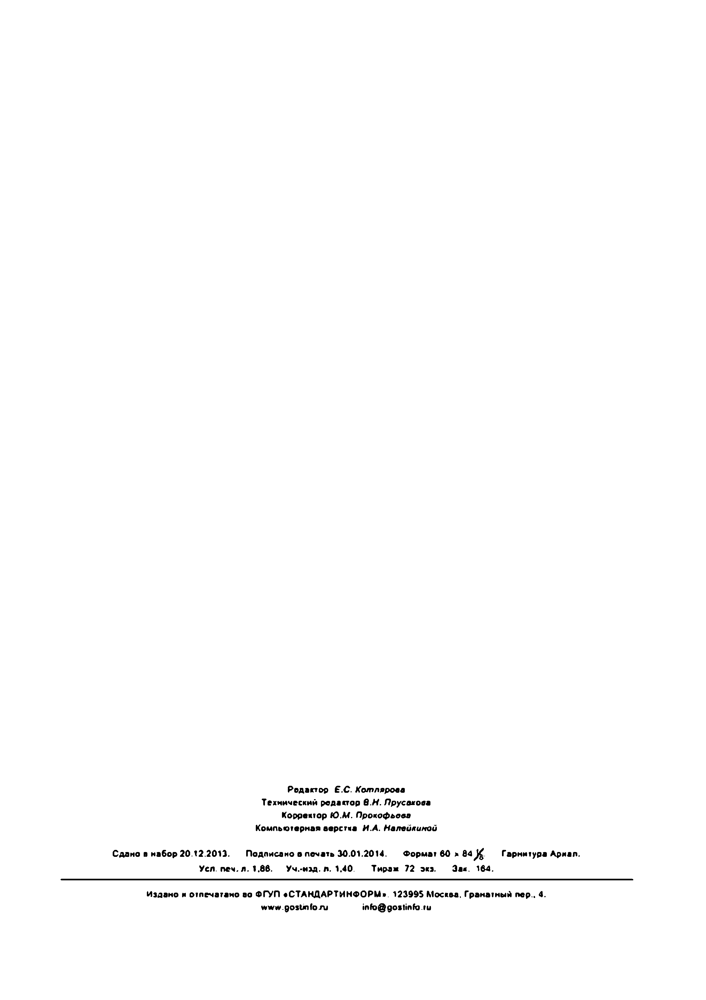 Редактор Е.С. Котлярова
Технический редактор В.Н. Прусакова
Корректор Ю.М. Прокофьева
Компьютерная верстка И.А. Налейкиной
Сдано в набор 20.12.2013. Подписано в печать 30.01.2014. Формат 60 х 84 1/8. Гарнитура Ариал.
Усл. печ. л. 1,86. Уч.-изд. л. 1,40. Тираж 72 экз. Зак. 164.
Издано и отпечатано во ФГУП «СТАНДАРТИНФОРМ». 123995 Москва, Гранатный пер., 4.
www.gostinfo.ru info@gostinfo.ru